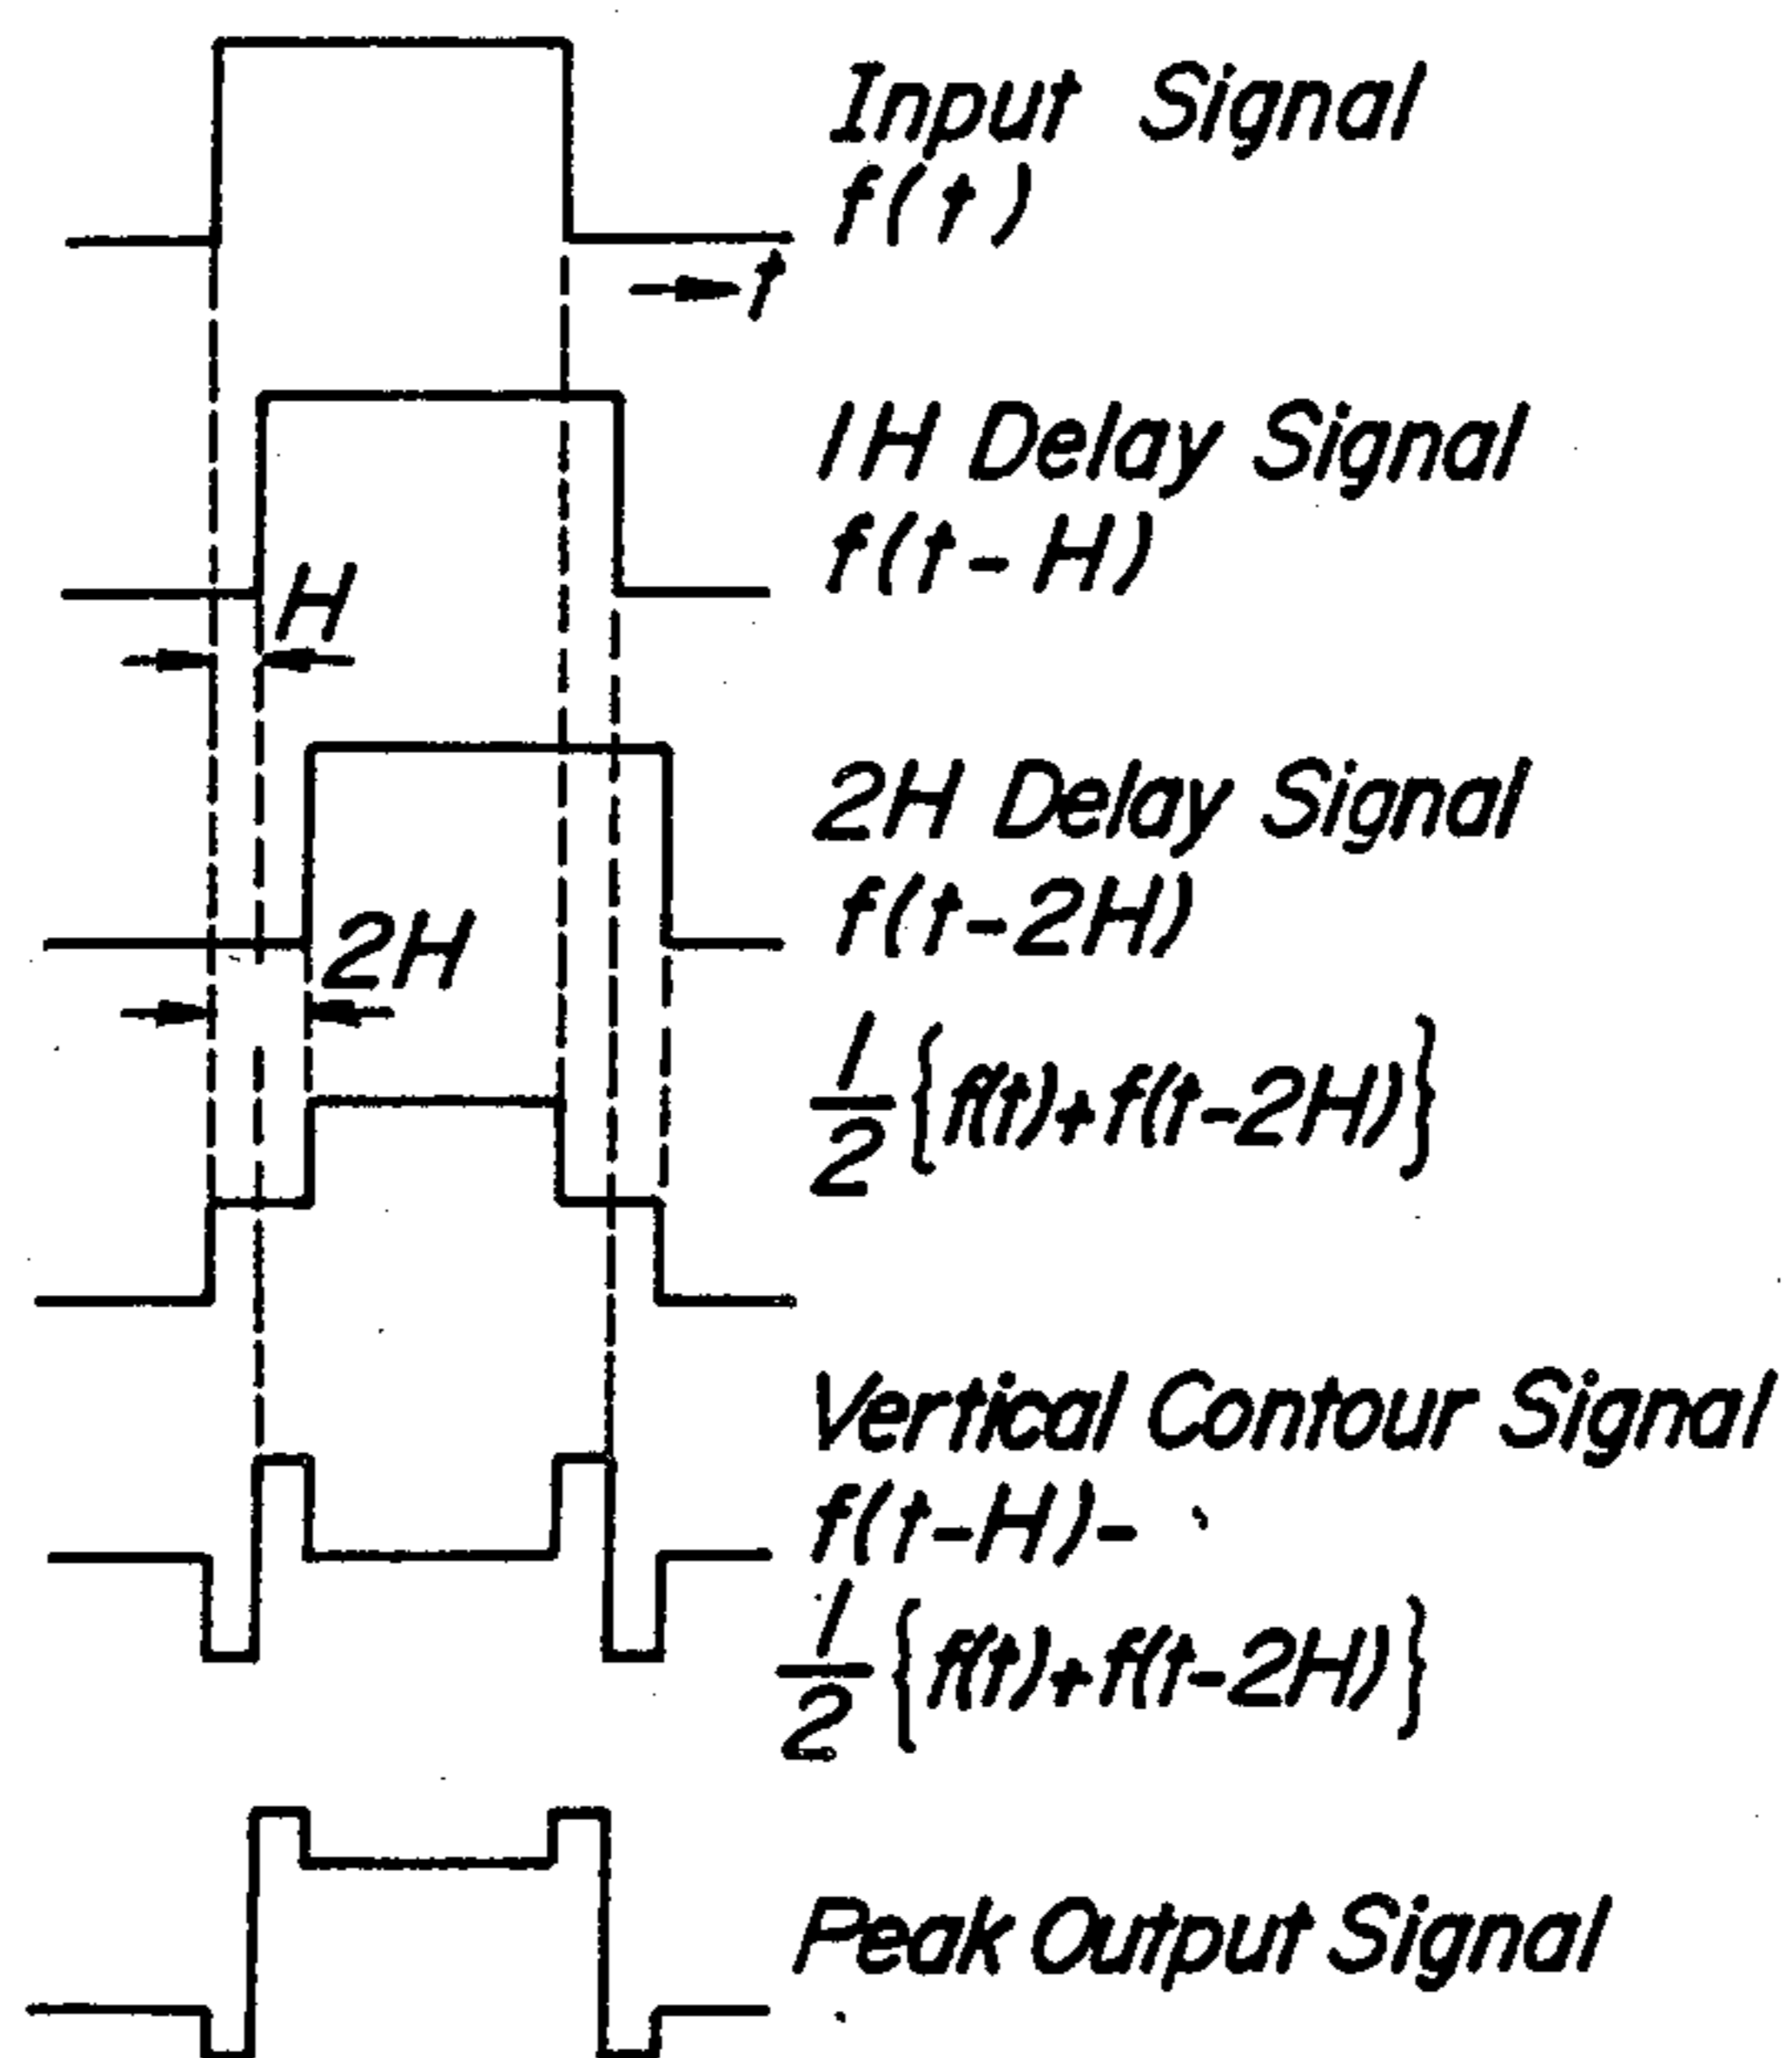 Input Signal
f(t)
t
1H Delay Signal
f(t-H)
H
2H Delay Signal
f(t-2H)
2H
1/2{f(t)+f(t-2H)}
Vertical Contour Signal
f(t-H)-
1/2{f(t)+f(t-2H)}
Peak Output Signal